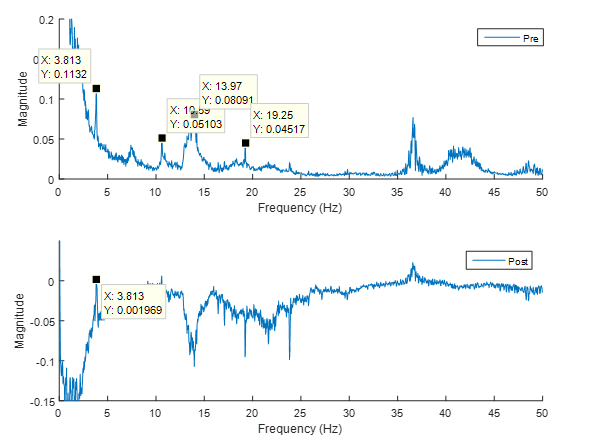 0.2
Pre
X: 3.813
Y: 0.1132
X: 13.97
Y: 0.08091
0.1
X: 10.59
Y: 0.05103
X: 19.25
Y: 0.04517
0.05
0
Magnitude
0 5 10 15 20 25 30 35 40 45 50
Frequency (Hz)
Post
0
X: 3.813
Y: 0.001969
-0.05
-0.1
-0.15
Magnitude
0 5 10 15 20 25 30 35 40 45 50
Frequency (Hz)